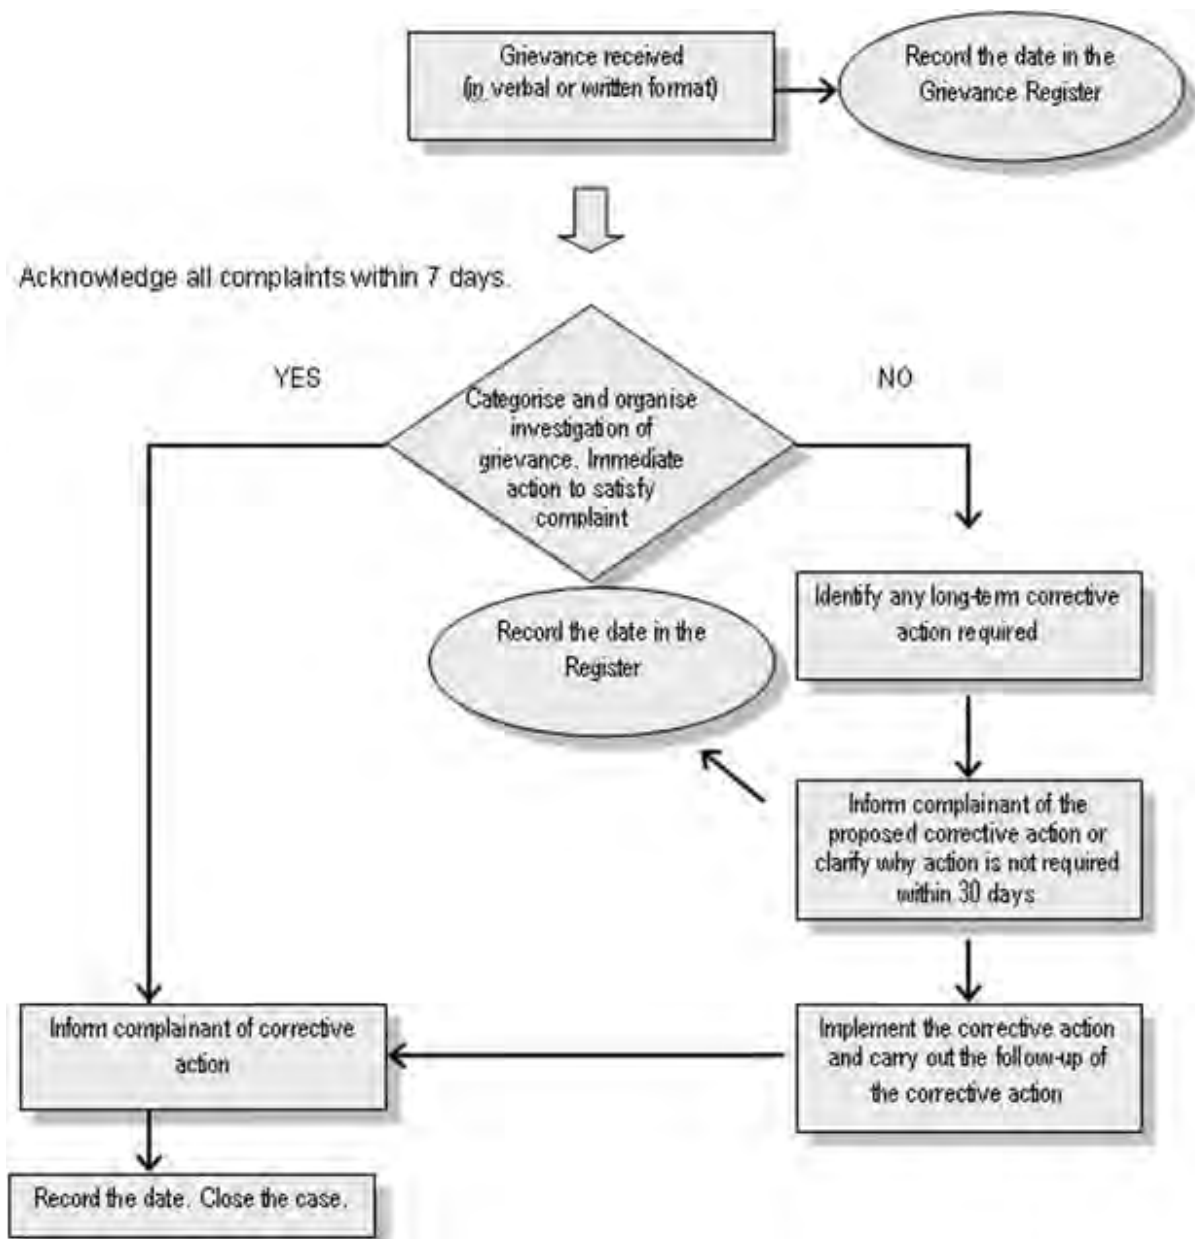 Grievance received
(in verbal or written format)
Record the date in the
Grievance Register
Acknowledge all complaints within 7 days.
YES
NO
Categorise and organise
investigation of
grievance. Immediate
action to satisfy
complaint
Identify any long-term corrective
action required
Record the date in the
Register
Inform complainant of the
proposed corrective action or
clarify why action is not required
within 30 days
Inform complainant of corrective
action
Implement the corrective action
and carry out the follow-up of
the corrective action
Record the date. Close the case.